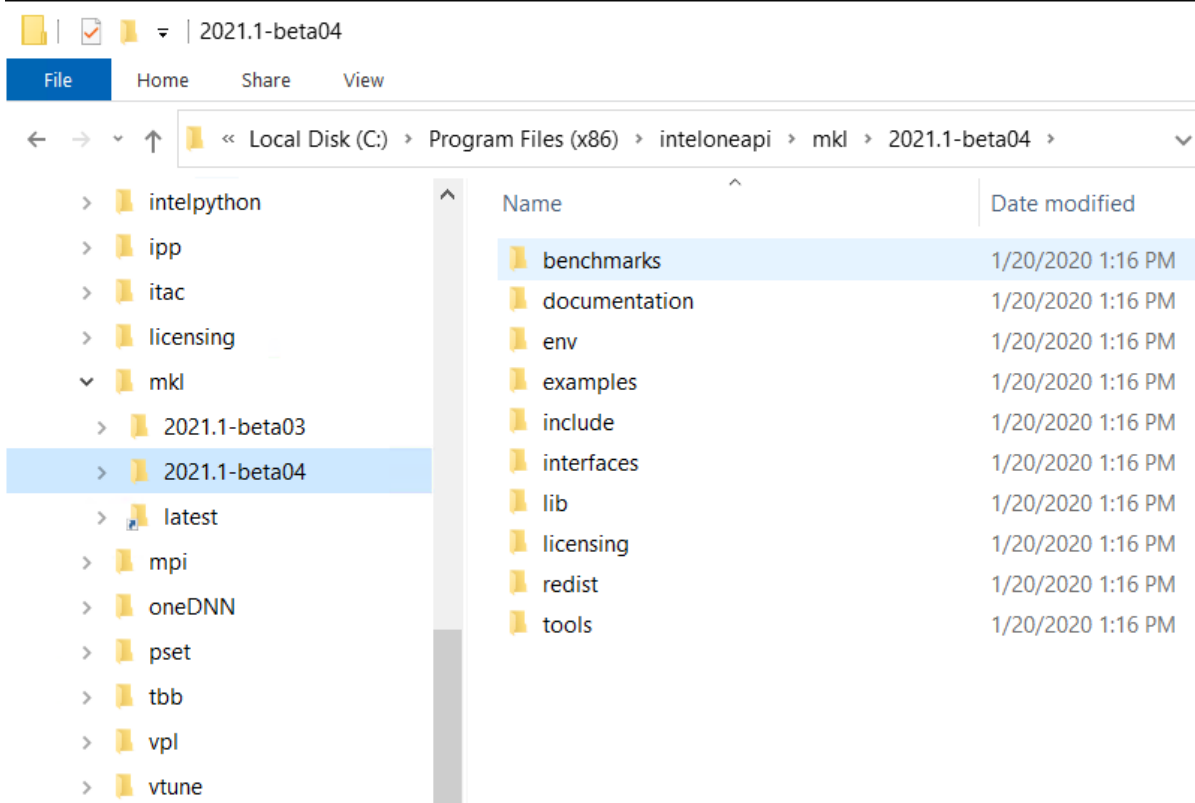 2021.1-beta04
File Home Share View
« Local Disk (C:) › Program Files (x86) › inteloneapi › mkl › 2021.1-beta04 ›
intelpython
ipp
itac
licensing
mkl
2021.1-beta03
2021.1-beta04
latest
mpi
oneDNN
pset
tbb
vpl
vtune
Name Date modified
benchmarks 1/20/2020 1:16 PM
documentation 1/20/2020 1:16 PM
env 1/20/2020 1:16 PM
examples 1/20/2020 1:16 PM
include 1/20/2020 1:16 PM
interfaces 1/20/2020 1:16 PM
lib 1/20/2020 1:16 PM
licensing 1/20/2020 1:16 PM
redist 1/20/2020 1:16 PM
tools 1/20/2020 1:16 PM